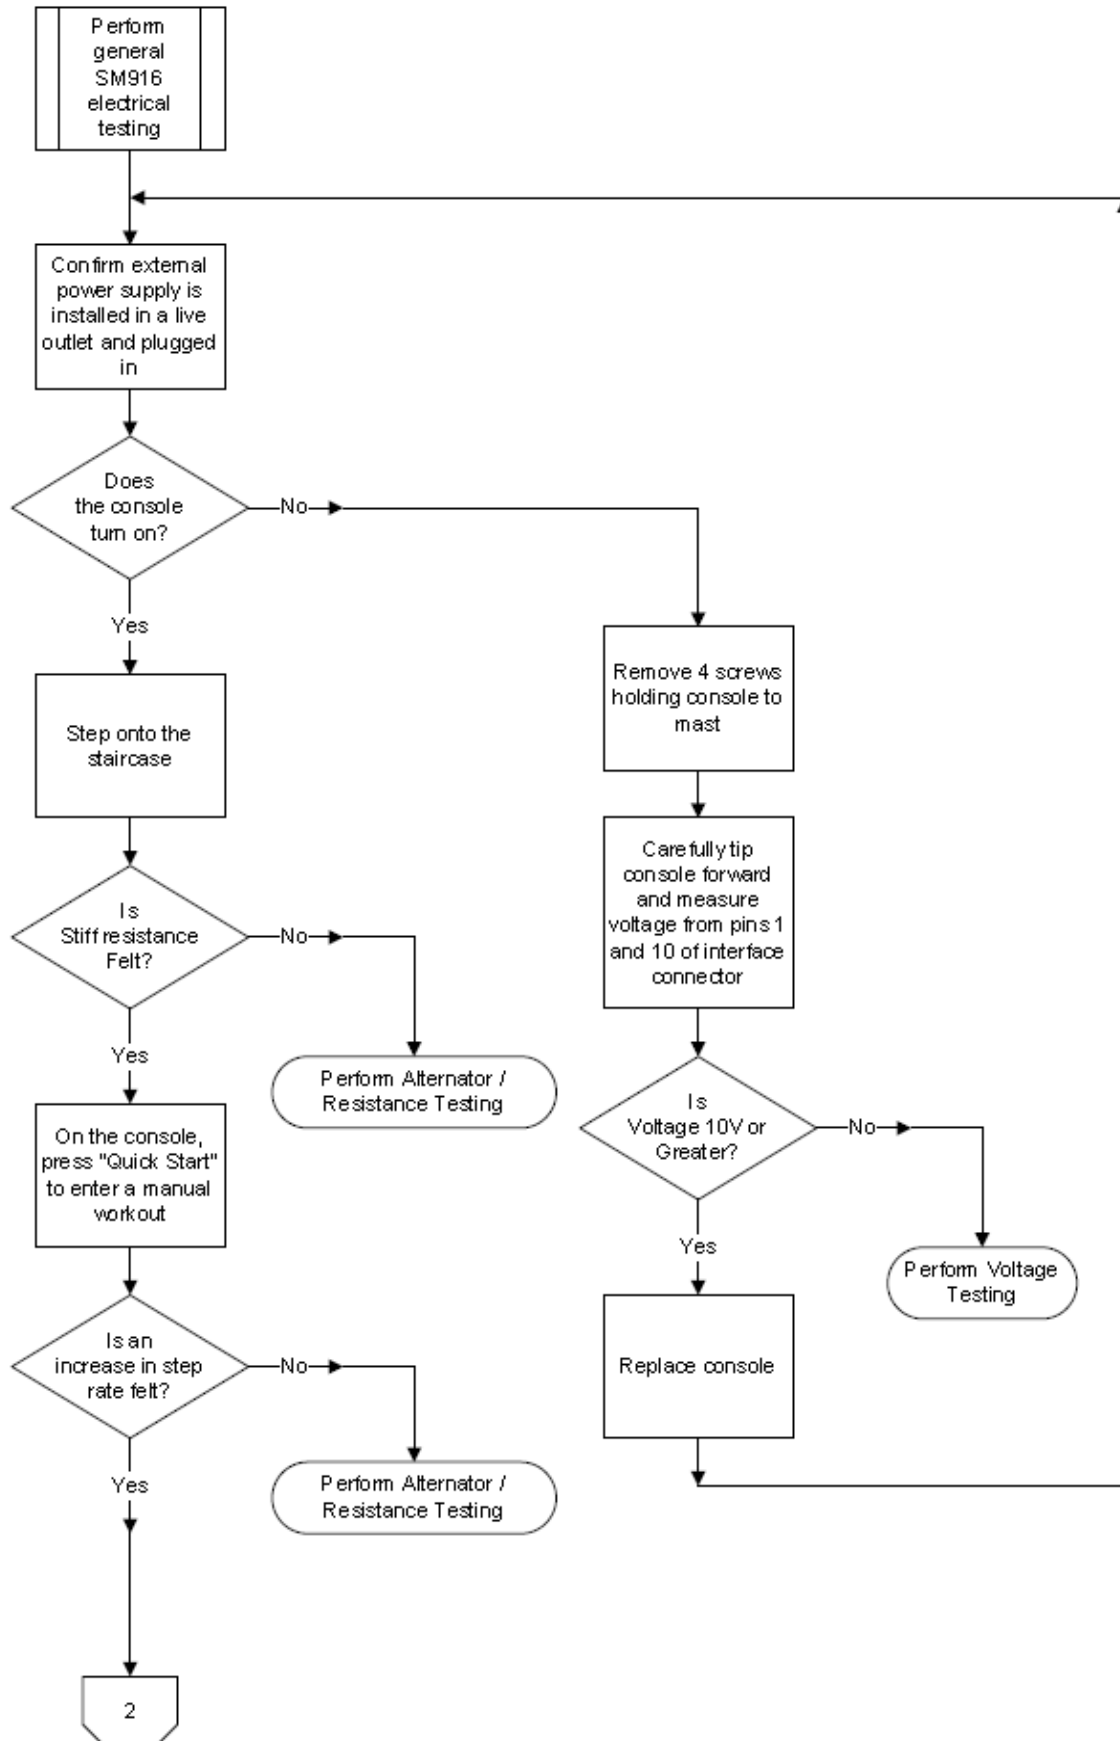 Perform
general
SM916
electrical
testing
Confirm external
power supply is
installed in a live
outlet and plugged
in
Does
the console
turn on?
No
Yes
Step onto the
staircase
Remove 4 screws
holding console to
mast
Carefully tip
console forward
and measure
voltage from pins 1
and 10 of interface
connector
Is
Stiff resistance
Felt?
No
Yes
Perform Alternator /
Resistance Testing
Is
Voltage 10V or
Greater?
No
Yes
Perform Voltage
Testing
On the console,
press "Quick Start"
to enter a manual
workout
Is an
increase in step
rate felt?
No
Yes
Perform Alternator /
Resistance Testing
Replace console
2